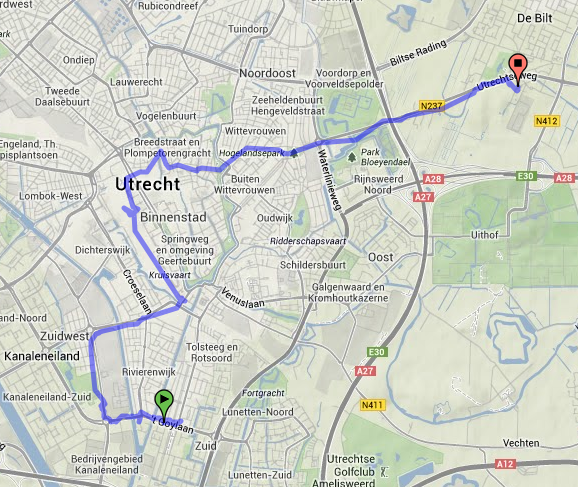 Rubicondreef
De Bilt
Tuindorp
Biltse Rading
Ondiep
Lauwerecht
Noordoost
Voordorp en
Voorveldsepolder
Utrechtseweg
Tweede
Daalsebuurt
Zeeheldenbuurt
Hengeveldstraat
N237
Vogelenbuurt
N412
Wittevrouwen
Engeland, Th
pisplaatsen
Breedstraat en
Plompetorengracht
Hogelandsepark
Waterlinieweg
Park
Bloeyendael
Utrecht
Buiten
Wittevrouwen
Rijnsweerd
Noord
A28
A28
E30
Lombok-West
A27
Binnenstad
Oudwijk
Uithof
Dichterswijk
Springweg
en omgeving
Geertebuurt
Ridderschapsvaart
Oost
Kruisvaart
Schildersbuurt
Croeselaan
Venuslaan
Galgenwaard en
Kromhoutkazerne
and-Noord
Zuidwest
Tolsteeg en
Rotsoord
E30
Kanaleneiland
A27
Rivierenwijk
Fortgracht
Kanaleneiland-Zuid
Lunetten-Noord
N411
't Goylaan
Zuid
Vechten
Bedrijvengebied
Kanaleneiland
Lunetten-Zuid
Utrechtse
Golfclub
Amelisweerd
A12